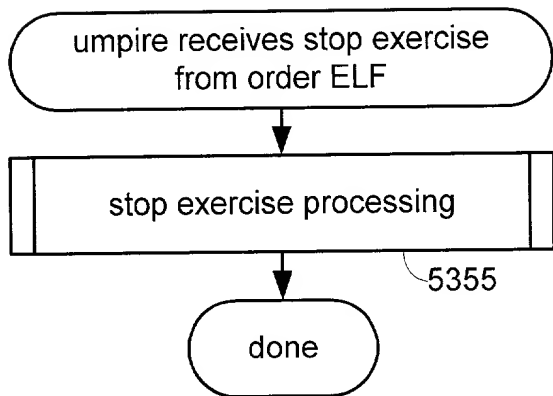 umpire receives stop exercise
from order ELF
stop exercise processing
5355
done